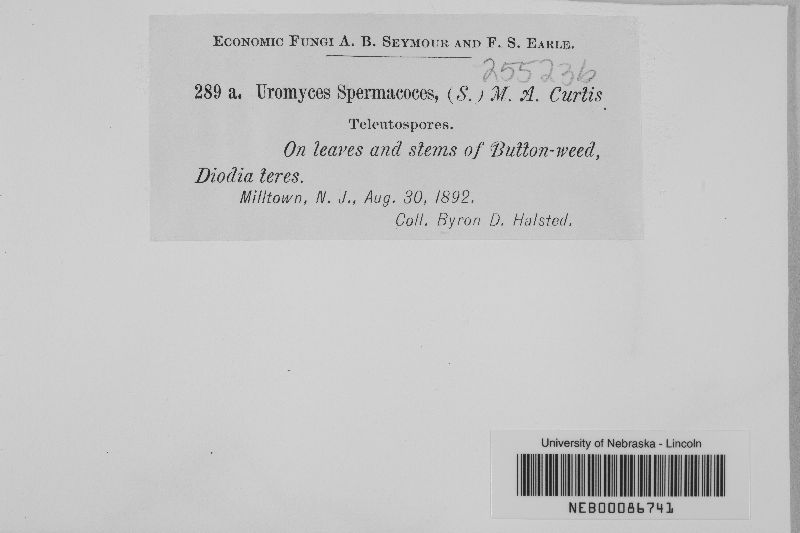 Economic Fungi A. B. Seymour and F. S. Earle.
255236
289 a. Uromyces Spermacoces, (S.) M. A. Curtis
Teleutospores.
On leaves and stems of Button-weed,
Diodia teres.
Milltown, N. J., Aug. 30, 1892.
Coll. Byron D. Halsted.
University of Nebraska - Lincoln
NEB00086741